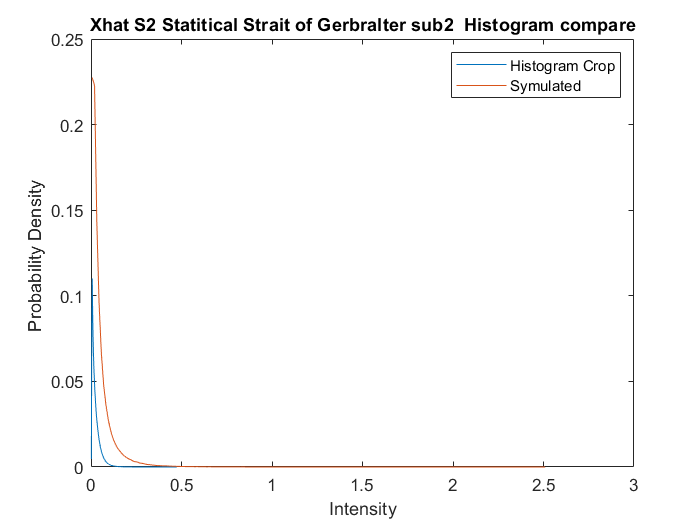 Xhat S2 Statitical Strait of Gerbralter sub2  Histogram compare
0.25
0.2
0.15
0.1
0.05
0
Probability Density
Histogram Crop
Symulated
0 0.5 1 1.5 2 2.5 3
Intensity